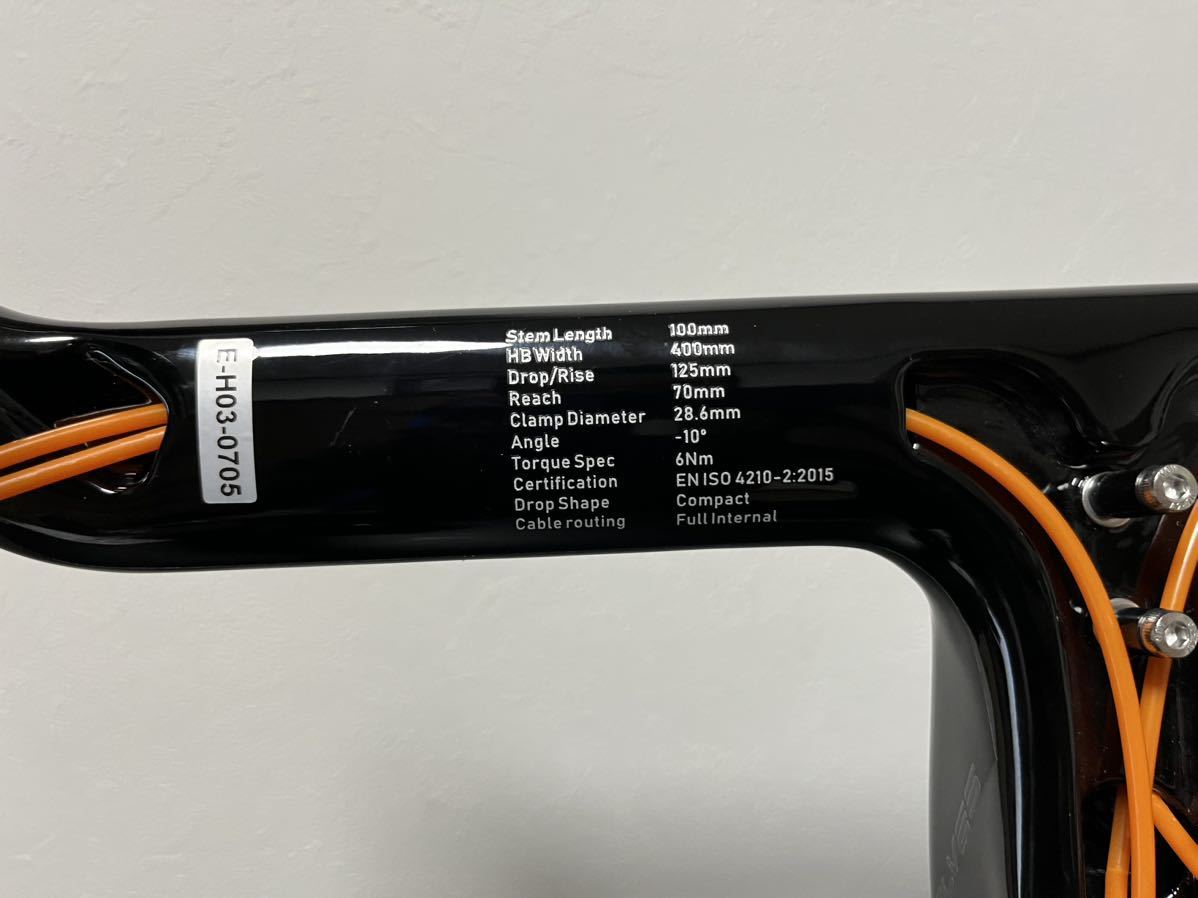 E-H03-0705
Stem Length 100mm
HB Width 400mm
Drop/Rise 125mm
Reach 70mm
Clamp Diameter 28.6mm
Angle -10°
Torque Spec 6Nm
Certification EN ISO 4210-2:2015
Drop Shape Compact
Cable routing Full Internal